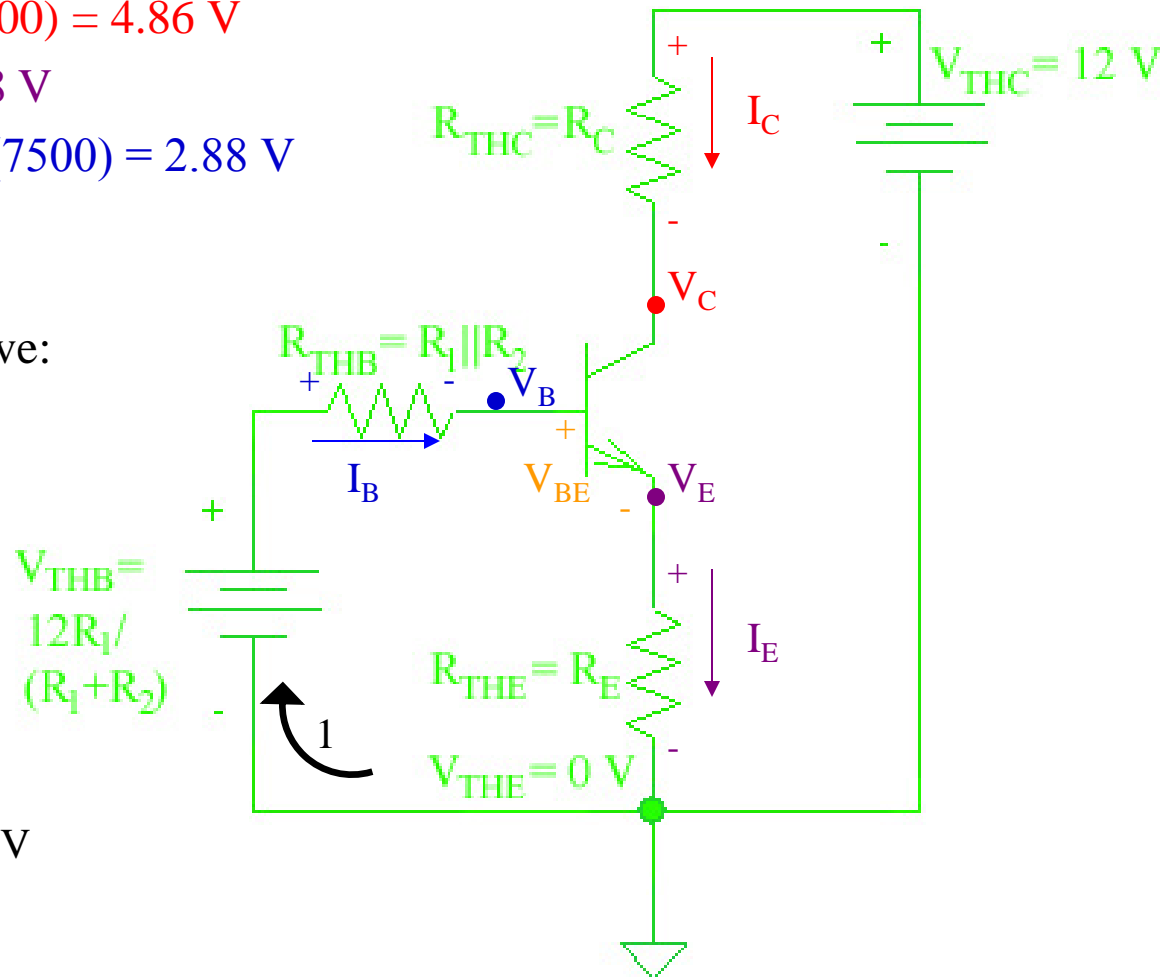 00) = 4.86 V
8 V
(7500) = 2.88 V
ve:
V
+
R_THC=R_C
I_C
-
+
V_THC= 12 V
-
V_C
R_THB= R_1||R_2
+
-
V_B
I_B
+
V_BE
-
V_E
+
V_THB=
12R_1/
(R_1+R_2)
-
1
+
R_THE= R_E
I_E
-
V_THE= 0 V